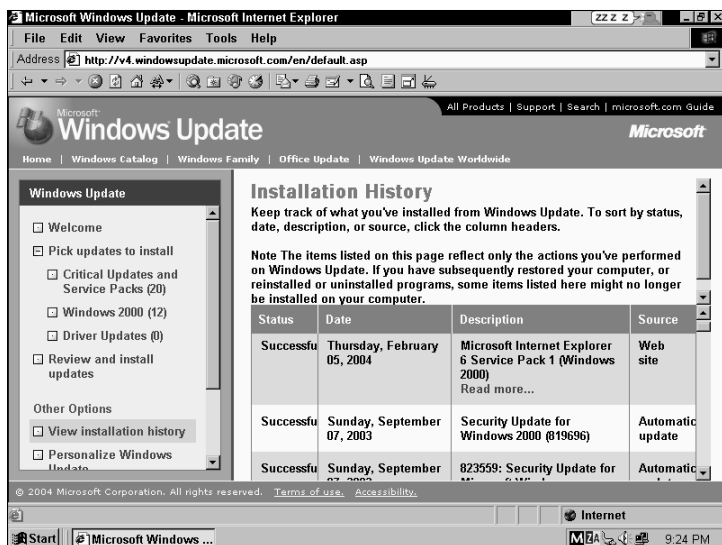 Microsoft Windows Update - Microsoft Internet Explorer
zz z z
File Edit View Favorites Tools Help
Address http://v4.windowsupdate.microsoft.com/en/default.asp
All Products | Support | Search | microsoft.com Guide
Microsoft
Windows Update
Microsoft
Home | Windows Catalog | Windows Family | Office Update | Windows Update Worldwide
Windows Update
Welcome
Pick updates to install
Critical Updates and
Service Packs (20)
Windows 2000 (12)
Driver Updates (0)
Review and install
updates
Other Options
View installation history
Personalize Windows
Update
Installation History
Keep track of what you've installed from Windows Update. To sort by status,
date, description, or source, click the column headers.
Note The items listed on this page reflect only the actions you've performed
on Windows Update. If you have subsequently restored your computer, or
reinstalled or uninstalled programs, some items listed here might no longer
be installed on your computer.
Status Date Description Source
Successfu Thursday, February Microsoft Internet Explorer Web
05, 2004 6 Service Pack 1 (Windows site
2000)
Read more...
Successfu Sunday, September Security Update for Automatic
07, 2003 Windows 2000 (819696) update
Successfu Sunday, September 823559: Security Update for Automatic
© 2004 Microsoft Corporation. All rights reserved. Terms of use. Accessibility.
Internet
Start Microsoft Windows ... 9:24 PM